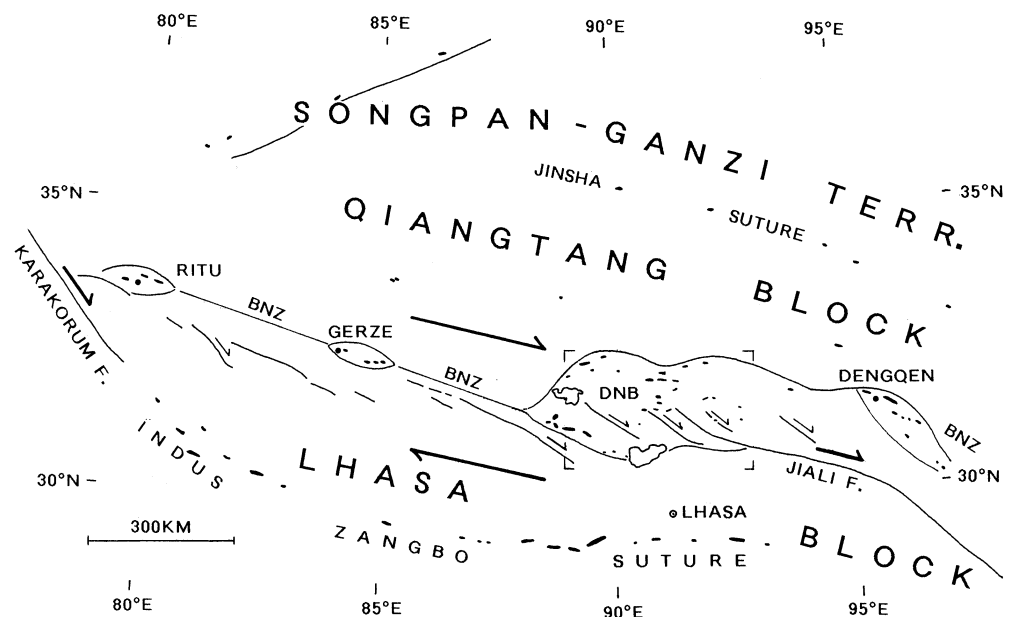 80°E 85°E 90°E 95°E
SONGPAN-GANZI TERR.
JINSHA SUTURE
35°N 35°N
QIANGTANG BLOCK
KARAKORUM F.
RITU
BNZ
GERZE
BNZ
DNB
DENGQEN
BNZ
30°N 30°N
JIALI F.
INDUS
LHASA BLOCK
LHASA
300KM
ZANGBO SUTURE
80°E 85°E 90°E 95°E